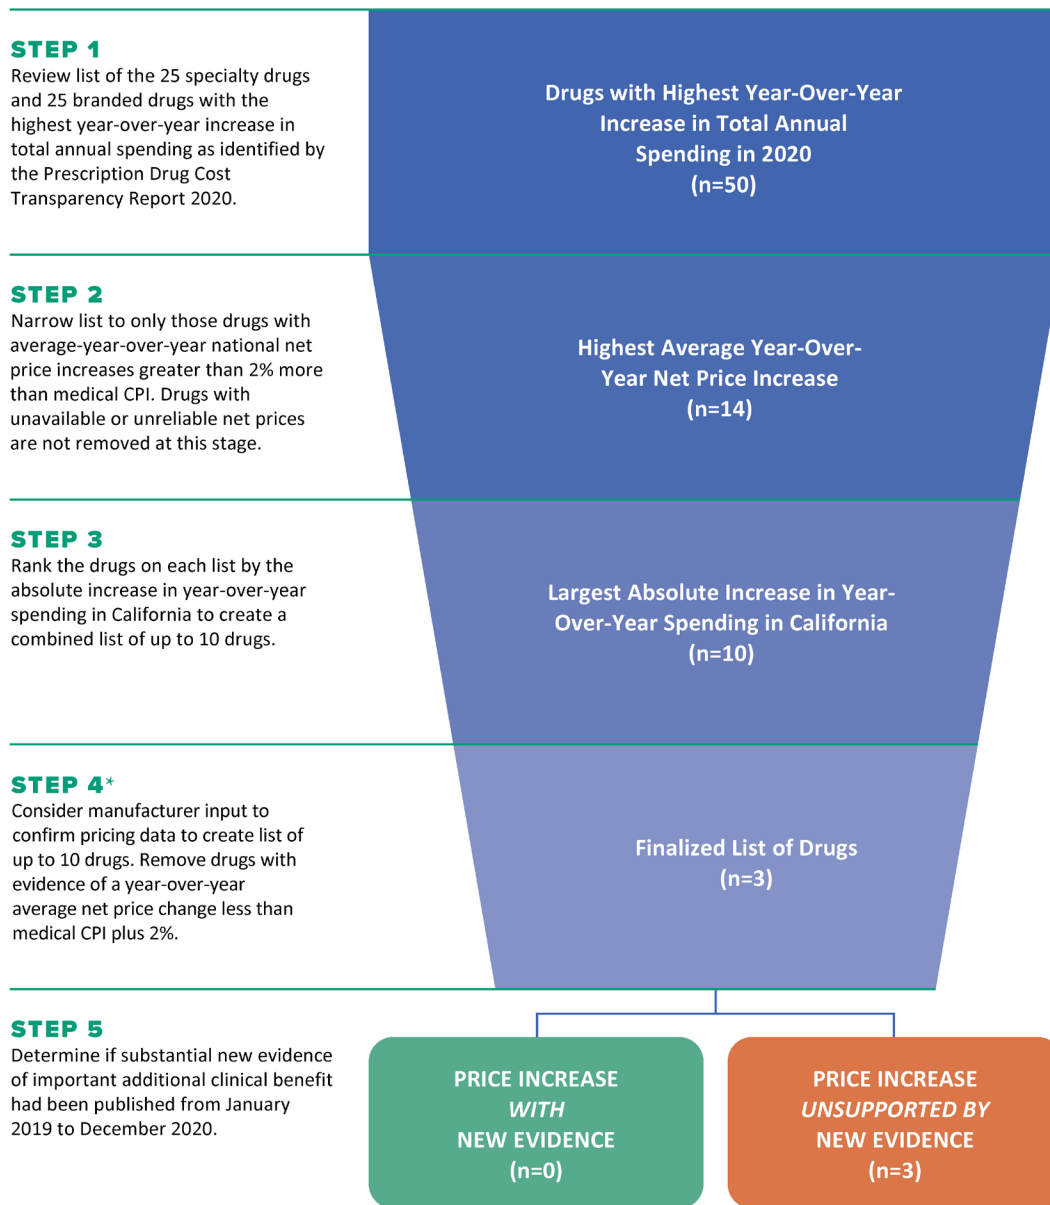 STEP 1
Review list of the 25 specialty drugs
and 25 branded drugs with the
highest year-over-year increase in
total annual spending as identified by
the Prescription Drug Cost
Transparency Report 2020.
Drugs with Highest Year-Over-Year
Increase in Total Annual
Spending in 2020
(n=50)
STEP 2
Narrow list to only those drugs with
average-year-over-year national net
price increases greater than 2% more
than medical CPI. Drugs with
unavailable or unreliable net prices
are not removed at this stage.
Highest Average Year-Over-
Year Net Price Increase
(n=14)
STEP 3
Rank the drugs on each list by the
absolute increase in year-over-year
spending in California to create a
combined list of up to 10 drugs.
Largest Absolute Increase in Year-
Over-Year Spending in California
(n=10)
STEP 4*
Consider manufacturer input to
confirm pricing data to create list of
up to 10 drugs. Remove drugs with
evidence of a year-over-year
average net price change less than
medical CPI plus 2%.
Finalized List of Drugs
(n=3)
STEP 5
Determine if substantial new evidence
of important additional clinical benefit
had been published from January
2019 to December 2020.
PRICE INCREASE
WITH
NEW EVIDENCE
(n=0)
PRICE INCREASE
UNSUPPORTED BY
NEW EVIDENCE
(n=3)